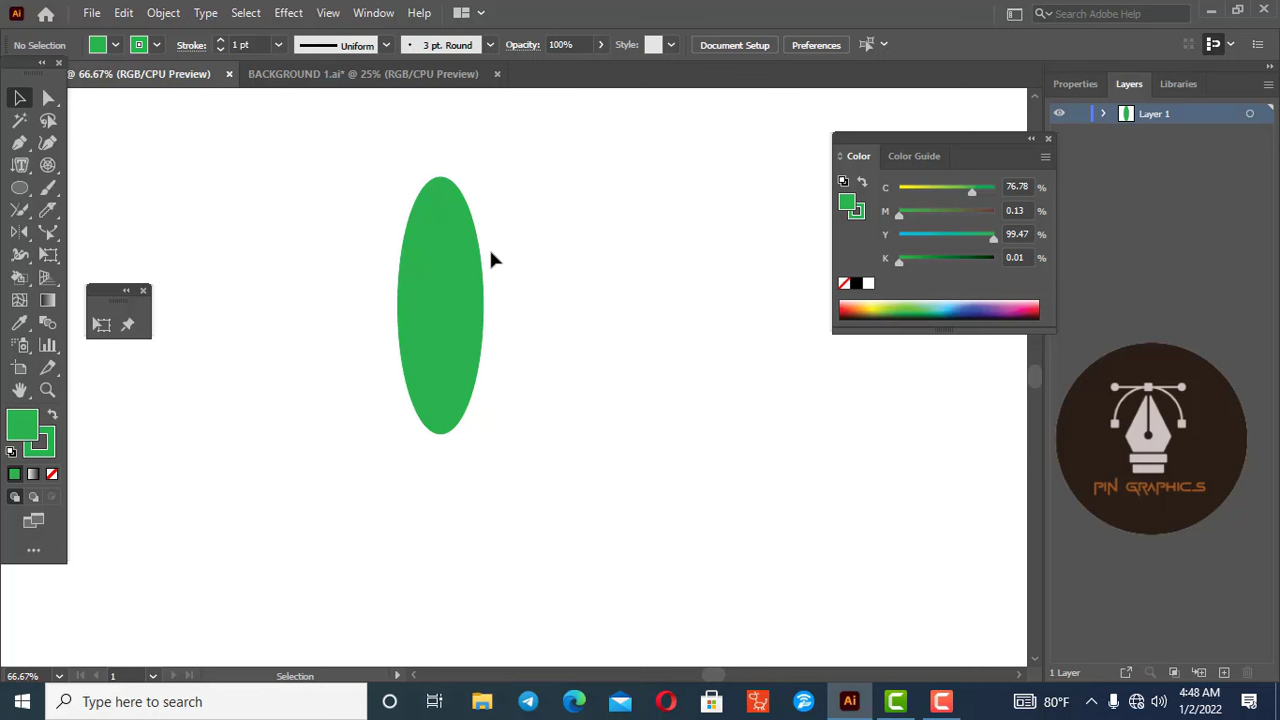 Ai File Edit Object Type Select Effect View Window Help Search Adobe Help
No Selection Stroke: 1 pt Uniform 3 pt. Round Opacity: 100% Style: Document Setup Preferences
@ 66.67% (RGB/CPU Preview) BACKGROUND 1.ai* @ 25% (RGB/CPU Preview) Properties Layers Libraries
Layer 1
Color Color Guide
C 76.78 %
M 0.13 %
Y 99.47 %
K 0.01 %
PIN GRAPHICS
66.67% 1 Selection 1 Layer
Type here to search Ai 80°F 4:48 AM
1/2/2022